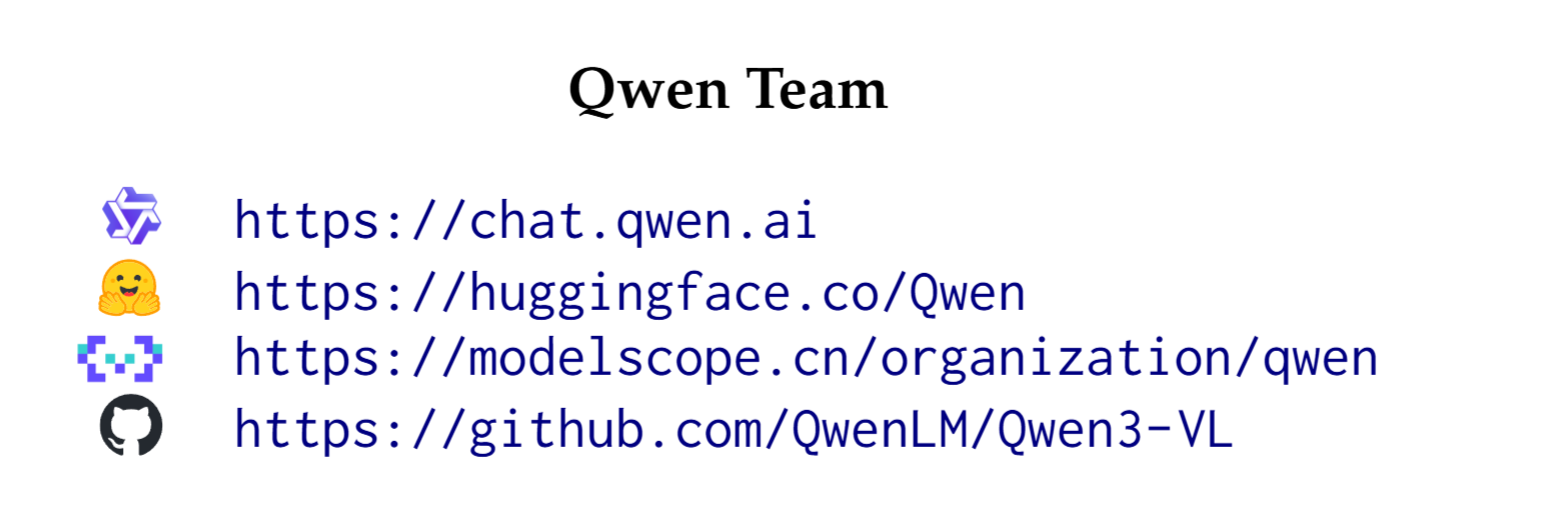 Qwen Team
https://chat.qwen.ai
https://huggingface.co/Qwen
https://modelscope.cn/organization/qwen
https://github.com/QwenLM/Qwen3-VL